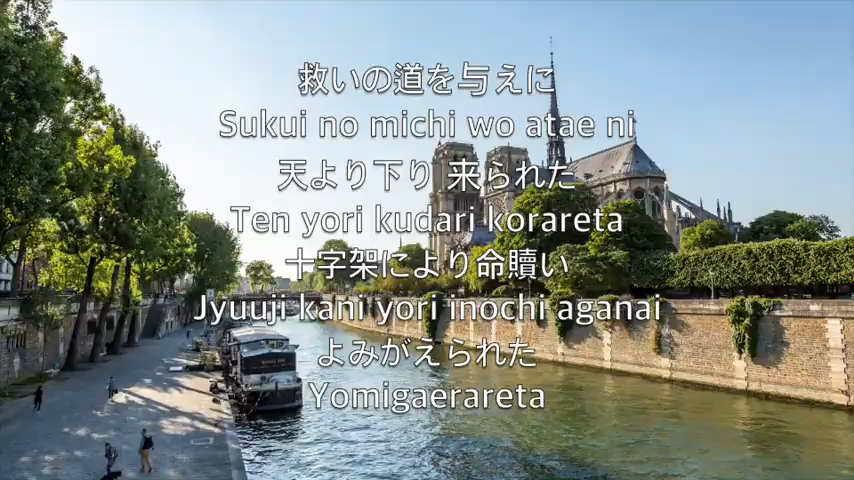 救いの道を与えに
Sukui no michi wo atae ni
天より下り 来られた
Ten yori kudari korareta
十字架により命贖い
Jyuuji kani yori inochi aganai
よみがえられた
Yomigaerareta